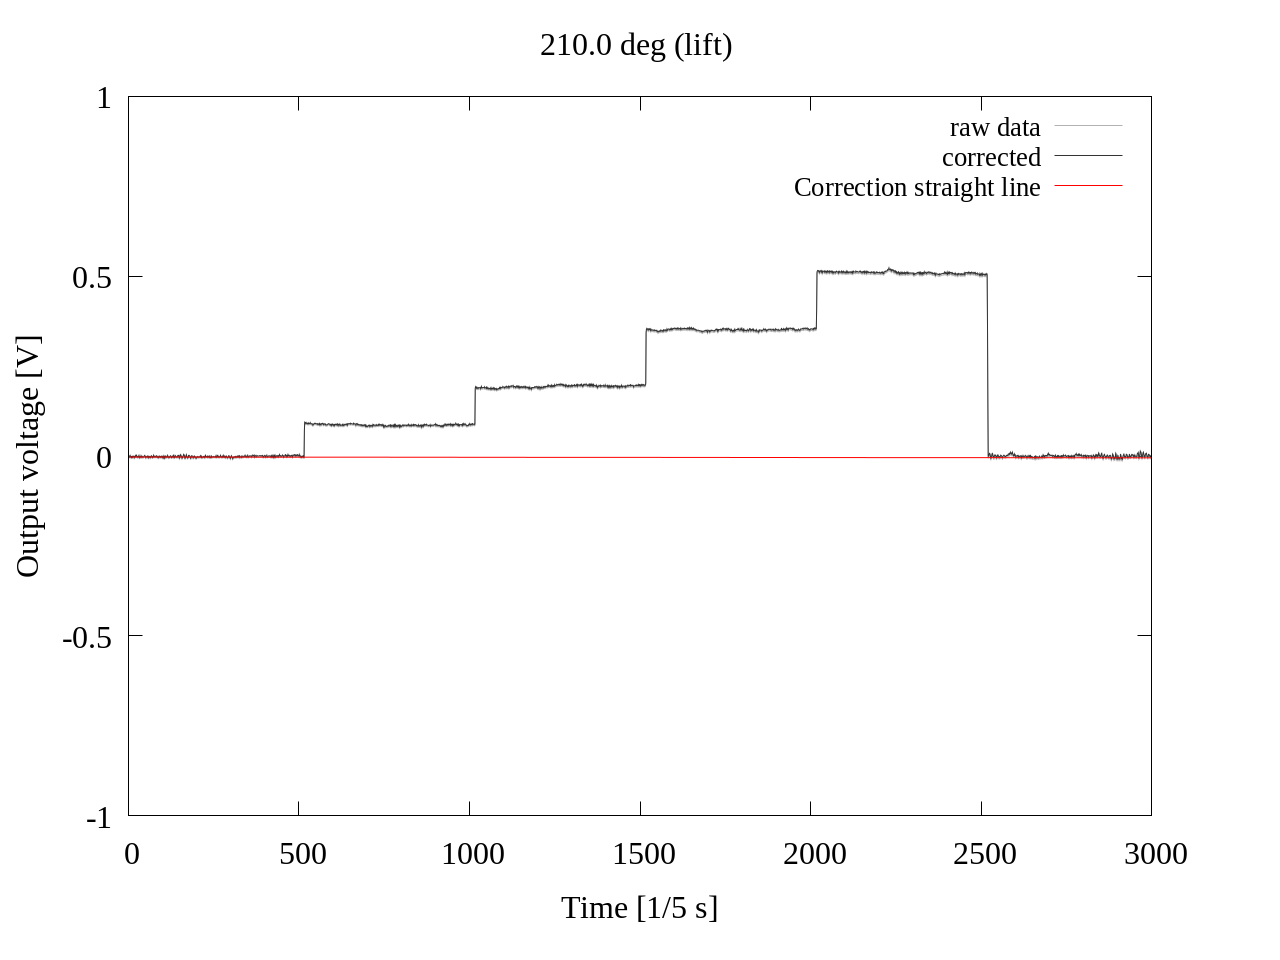 210.0 deg (lift)
raw data
corrected
Correction straight line
1
0.5
0
-0.5
-1
Output voltage [V]
0 500 1000 1500 2000 2500 3000
Time [1/5 s]